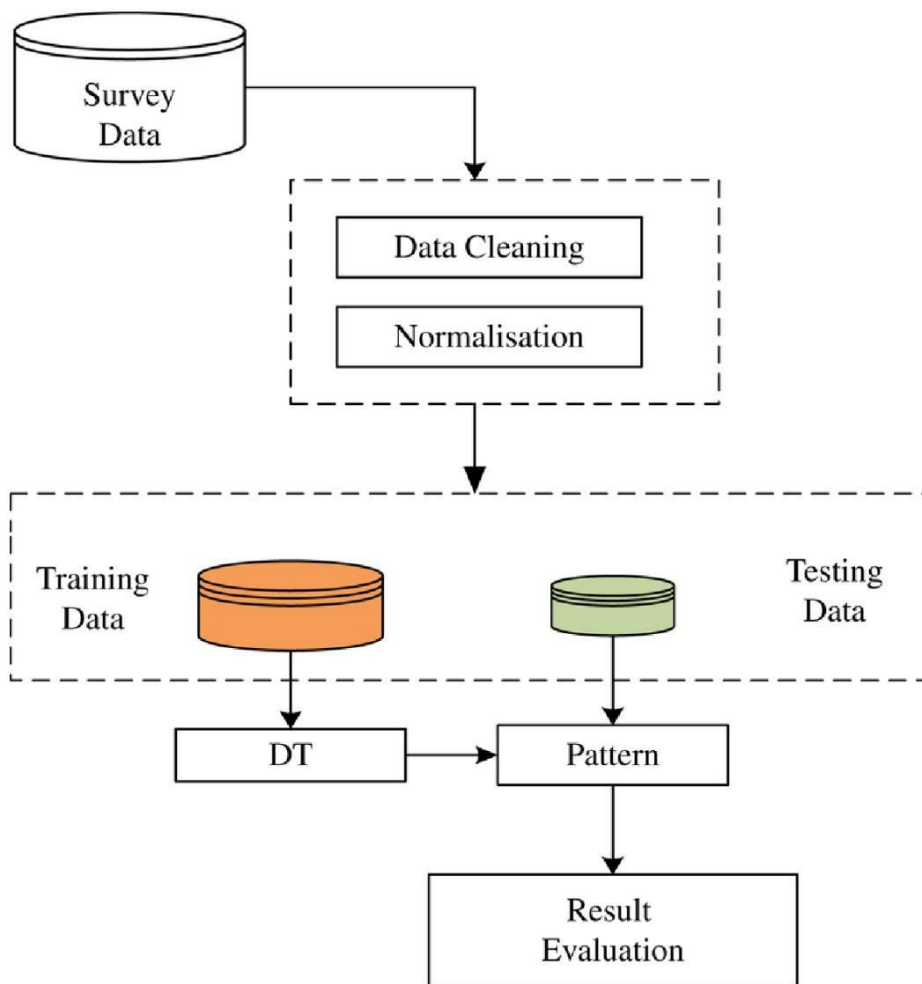 Survey
Data
Data Cleaning
Normalisation
Training
Data
Testing
Data
DT
Pattern
Result
Evaluation